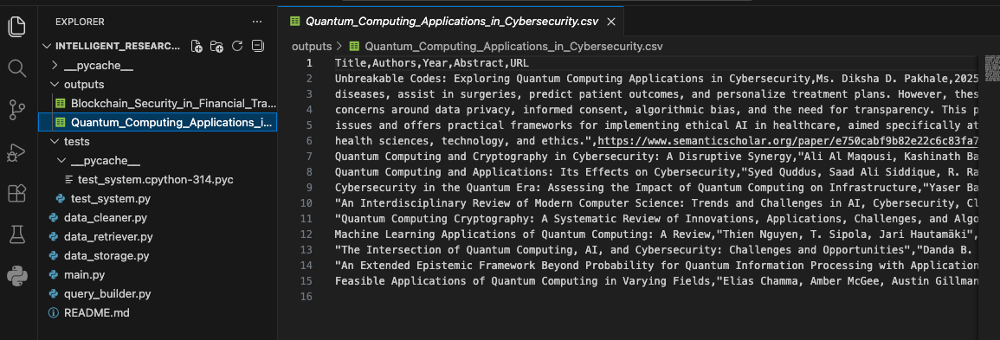 EXPLORER
...
INTELLIGENT_RESEARC...
__pycache__
outputs
Blockchain_Security_in_Financial_Tra...
Quantum_Computing_Applications_i...
tests
__pycache__
test_system.cpython-314.pyc
test_system.py
data_cleaner.py
data_retriever.py
data_storage.py
main.py
query_builder.py
README.md
Quantum_Computing_Applications_in_Cybersecurity.csv
outputs > Quantum_Computing_Applications_in_Cybersecurity.csv
1 Title,Authors,Year,Abstract,URL
2 Unbreakable Codes: Exploring Quantum Computing Applications in Cybersecurity,Ms. Diksha D. Pakhale,2025
3 diseases, assist in surgeries, predict patient outcomes, and personalize treatment plans. However, thes
4 concerns around data privacy, informed consent, algorithmic bias, and the need for transparency. This p
5 issues and offers practical frameworks for implementing ethical AI in healthcare, aimed specifically at
6 health sciences, technology, and ethics.",https://www.semanticscholar.org/paper/e750cabf9b82e22c6c83fa7
7 Quantum Computing and Cryptography in Cybersecurity: A Disruptive Synergy,"Ali Al Maqousi, Kashinath Ba
8 Quantum Computing and Applications: Its Effects on Cybersecurity,"Syed Quddus, Saad Ali Siddique, R. Ra
9 Cybersecurity in the Quantum Era: Assessing the Impact of Quantum Computing on Infrastructure,"Yaser Ba
10 "An Interdisciplinary Review of Modern Computer Science: Trends and Challenges in AI, Cybersecurity, Cl
11 "Quantum Computing Cryptography: A Systematic Review of Innovations, Applications, Challenges, and Algo
12 Machine Learning Applications of Quantum Computing: A Review,"Thien Nguyen, T. Sipola, Jari Hautamäki",
13 "The Intersection of Quantum Computing, AI, and Cybersecurity: Challenges and Opportunities","Danda B.
14 "An Extended Epistemic Framework Beyond Probability for Quantum Information Processing with Application
15 Feasible Applications of Quantum Computing in Varying Fields,"Elias Chamma, Amber McGee, Austin Gillman
16